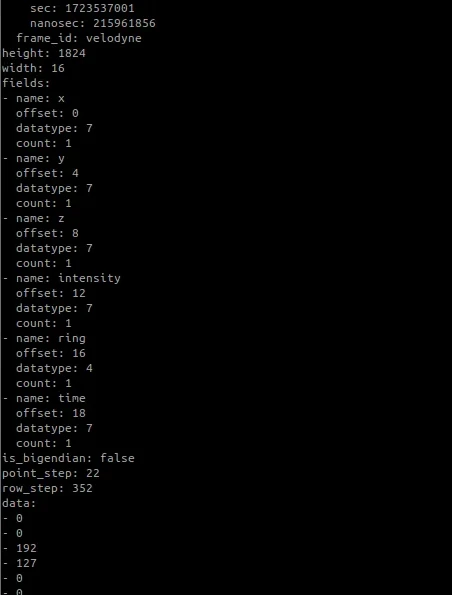 sec: 1723537001
nanosec: 215961856
frame_id: velodyne
height: 1824
width: 16
fields:
- name: x
offset: 0
datatype: 7
count: 1
- name: y
offset: 4
datatype: 7
count: 1
- name: z
offset: 8
datatype: 7
count: 1
- name: intensity
offset: 12
datatype: 7
count: 1
- name: ring
offset: 16
datatype: 4
count: 1
- name: time
offset: 18
datatype: 7
count: 1
is_bigendian: false
point_step: 22
row_step: 352
data:
- 0
- 0
- 192
- 127
- 0
- 0